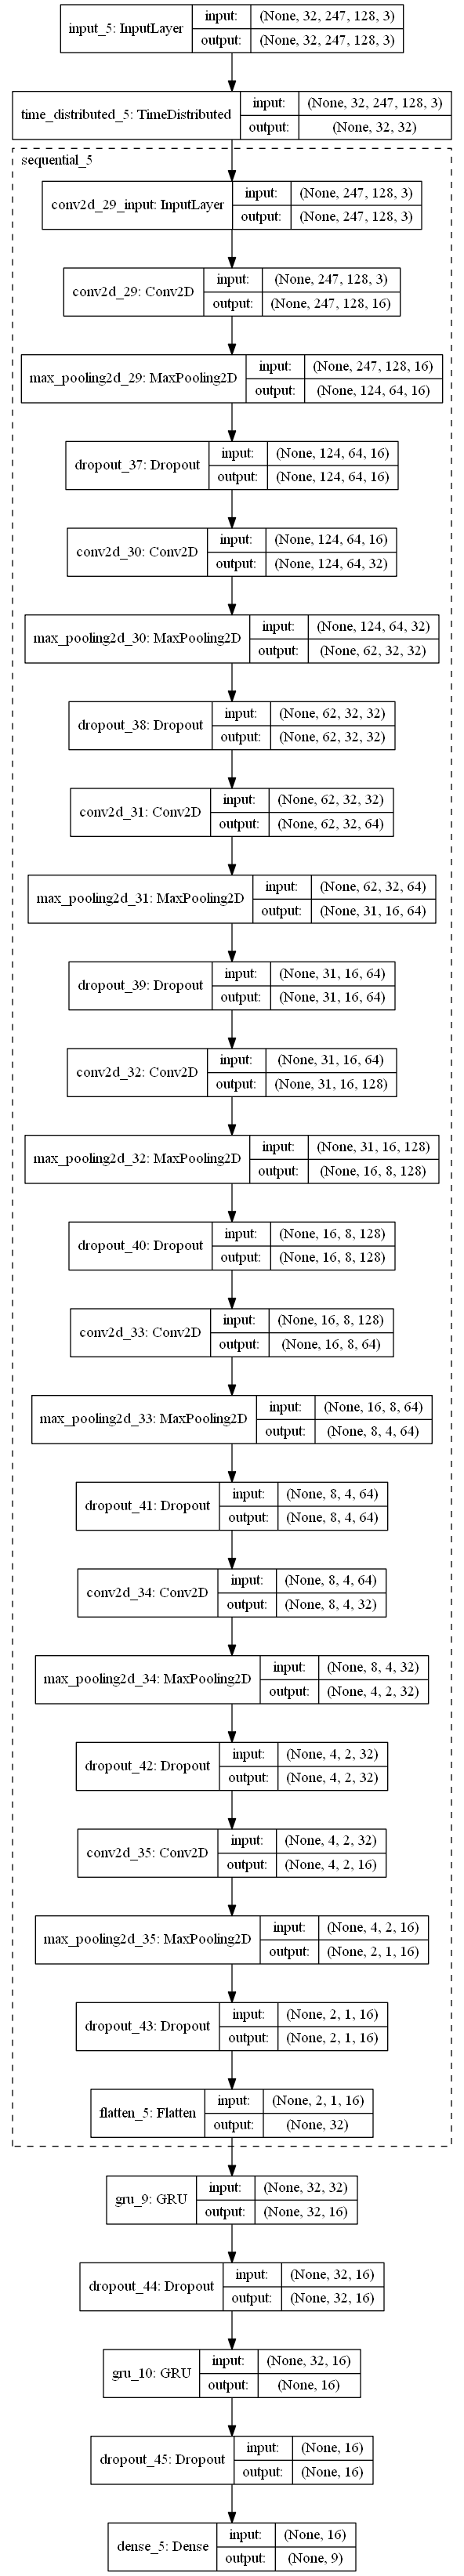 input_5: InputLayer
input: (None, 32, 247, 128, 3)
output: (None, 32, 247, 128, 3)
time_distributed_5: TimeDistributed
input: (None, 32, 247, 128, 3)
output: (None, 32, 32)
sequential_5
conv2d_29_input: InputLayer
input: (None, 247, 128, 3)
output: (None, 247, 128, 3)
conv2d_29: Conv2D
input: (None, 247, 128, 3)
output: (None, 247, 128, 16)
max_pooling2d_29: MaxPooling2D
input: (None, 247, 128, 16)
output: (None, 124, 64, 16)
dropout_37: Dropout
input: (None, 124, 64, 16)
output: (None, 124, 64, 16)
conv2d_30: Conv2D
input: (None, 124, 64, 16)
output: (None, 124, 64, 32)
max_pooling2d_30: MaxPooling2D
input: (None, 124, 64, 32)
output: (None, 62, 32, 32)
dropout_38: Dropout
input: (None, 62, 32, 32)
output: (None, 62, 32, 32)
conv2d_31: Conv2D
input: (None, 62, 32, 32)
output: (None, 62, 32, 64)
max_pooling2d_31: MaxPooling2D
input: (None, 62, 32, 64)
output: (None, 31, 16, 64)
dropout_39: Dropout
input: (None, 31, 16, 64)
output: (None, 31, 16, 64)
conv2d_32: Conv2D
input: (None, 31, 16, 64)
output: (None, 31, 16, 128)
max_pooling2d_32: MaxPooling2D
input: (None, 31, 16, 128)
output: (None, 16, 8, 128)
dropout_40: Dropout
input: (None, 16, 8, 128)
output: (None, 16, 8, 128)
conv2d_33: Conv2D
input: (None, 16, 8, 128)
output: (None, 16, 8, 64)
max_pooling2d_33: MaxPooling2D
input: (None, 16, 8, 64)
output: (None, 8, 4, 64)
dropout_41: Dropout
input: (None, 8, 4, 64)
output: (None, 8, 4, 64)
conv2d_34: Conv2D
input: (None, 8, 4, 64)
output: (None, 8, 4, 32)
max_pooling2d_34: MaxPooling2D
input: (None, 8, 4, 32)
output: (None, 4, 2, 32)
dropout_42: Dropout
input: (None, 4, 2, 32)
output: (None, 4, 2, 32)
conv2d_35: Conv2D
input: (None, 4, 2, 32)
output: (None, 4, 2, 16)
max_pooling2d_35: MaxPooling2D
input: (None, 4, 2, 16)
output: (None, 2, 1, 16)
dropout_43: Dropout
input: (None, 2, 1, 16)
output: (None, 2, 1, 16)
flatten_5: Flatten
input: (None, 2, 1, 16)
output: (None, 32)
gru_9: GRU
input: (None, 32, 32)
output: (None, 32, 16)
dropout_44: Dropout
input: (None, 32, 16)
output: (None, 32, 16)
gru_10: GRU
input: (None, 32, 16)
output: (None, 16)
dropout_45: Dropout
input: (None, 16)
output: (None, 16)
dense_5: Dense
input: (None, 16)
output: (None, 9)